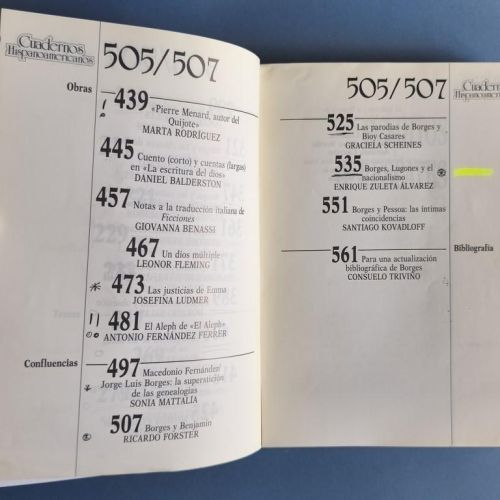 Cuadernos
Hispanoamericanos
505/507
Obras
439
«Pierre Menard, autor del
Quijote»
MARTA RODRÍGUEZ
445
Cuento (corto) y cuentas (largas)
en «La escritura del dios»
DANIEL BALDERSTON
457
Notas a la traducción italiana de
Ficciones
GIOVANNA BENASSI
467 Un dios múltiple
LEONOR FLEMING
473 Las justicias de Emma
JOSEFINA LUDMER
481 El Aleph de «El Aleph»
ANTONIO FERNÁNDEZ FERRER
Confluencias
497 Macedonio Fernández/
Jorge Luis Borges: la superstición
de las genealogías
SONIA MATTALIA
507 Borges y Benjamin
RICARDO FORSTER
505/507
Cuadernos
Hispanoameri
525 Las parodias de Borges y
Bioy Casares
GRACIELA SCHEINES
535 Borges, Lugones y el
nacionalismo
ENRIQUE ZULETA ÁLVAREZ
551 Borges y Pessoa: las íntimas
coincidencias
SANTIAGO KOVADLOFF
Bibliografía
561 Para una actualización
bibliográfica de Borges
CONSUELO TRIVIÑO